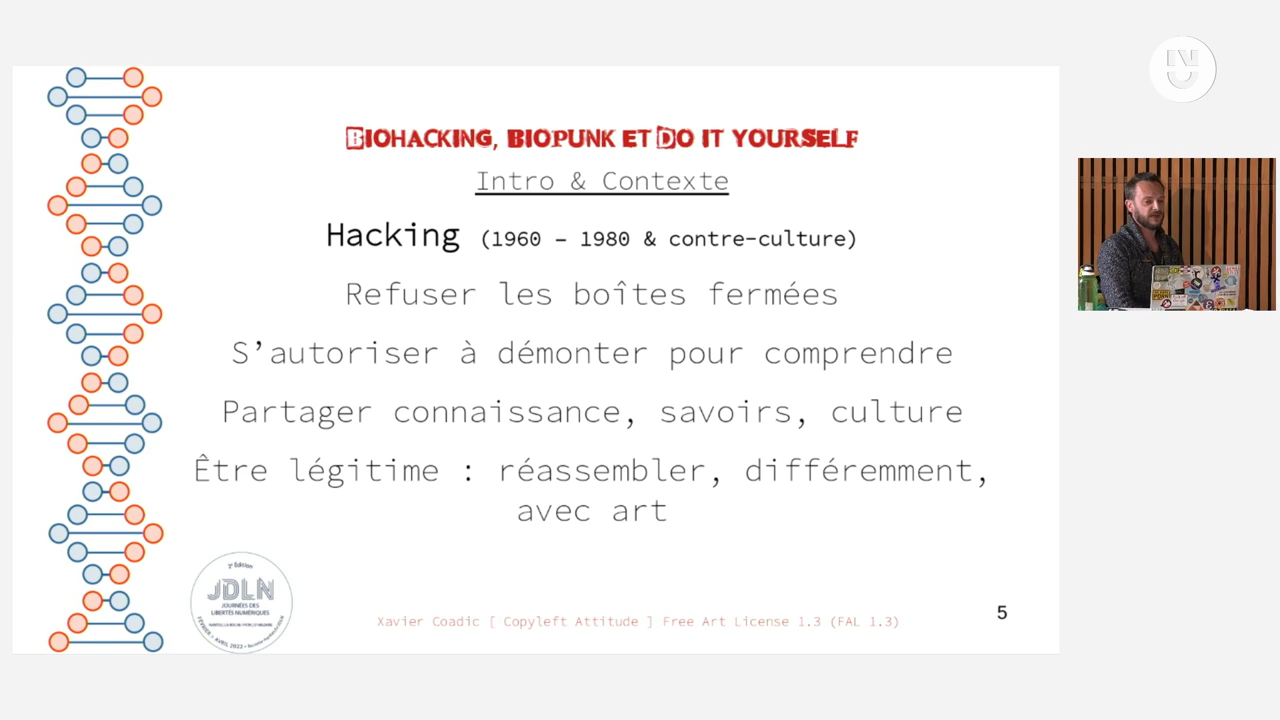 BIOHACKING, BIOPUNK ET DO IT YOURSELF
Intro & Contexte
Hacking (1960 – 1980 & contre-culture)
Refuser les boîtes fermées
S’autoriser à démonter pour comprendre
Partager connaissance, savoirs, culture
Être légitime : réassembler, différemment,
avec art
JDLN
JOURNÉES DES
LIBERTÉS NUMÉRIQUES
Xavier Coadic [ Copyleft Attitude ] Free Art License 1.3 (FAL 1.3)
5